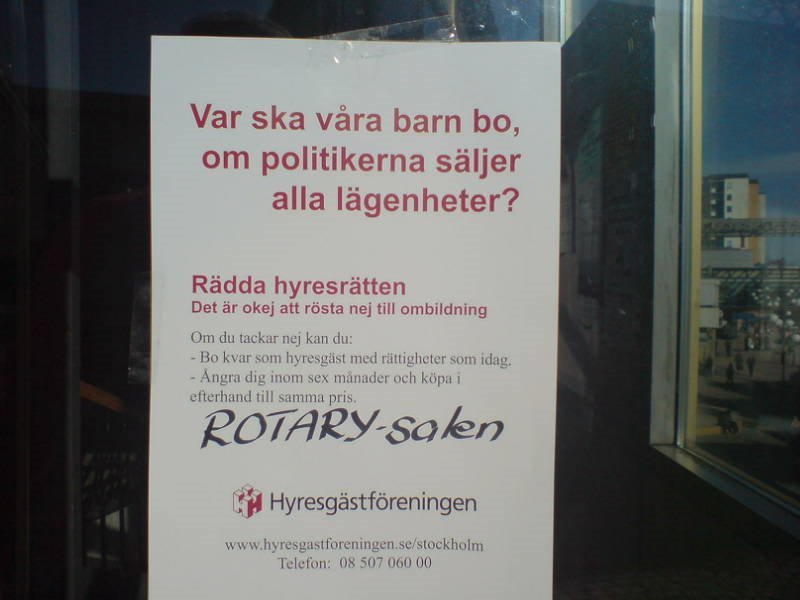 Var ska våra barn bo,
om politikerna säljer
alla lägenheter?
Rädda hyresrätten
Det är okej att rösta nej till ombildning
Om du tackar nej kan du:
- Bo kvar som hyresgäst med rättigheter som idag.
- Ångra dig inom sex månader och köpa i
efterhand till samma pris.
ROTARY-salen
Hyresgästföreningen
www.hyresgastforeningen.se/stockholm
Telefon: 08 507 060 00